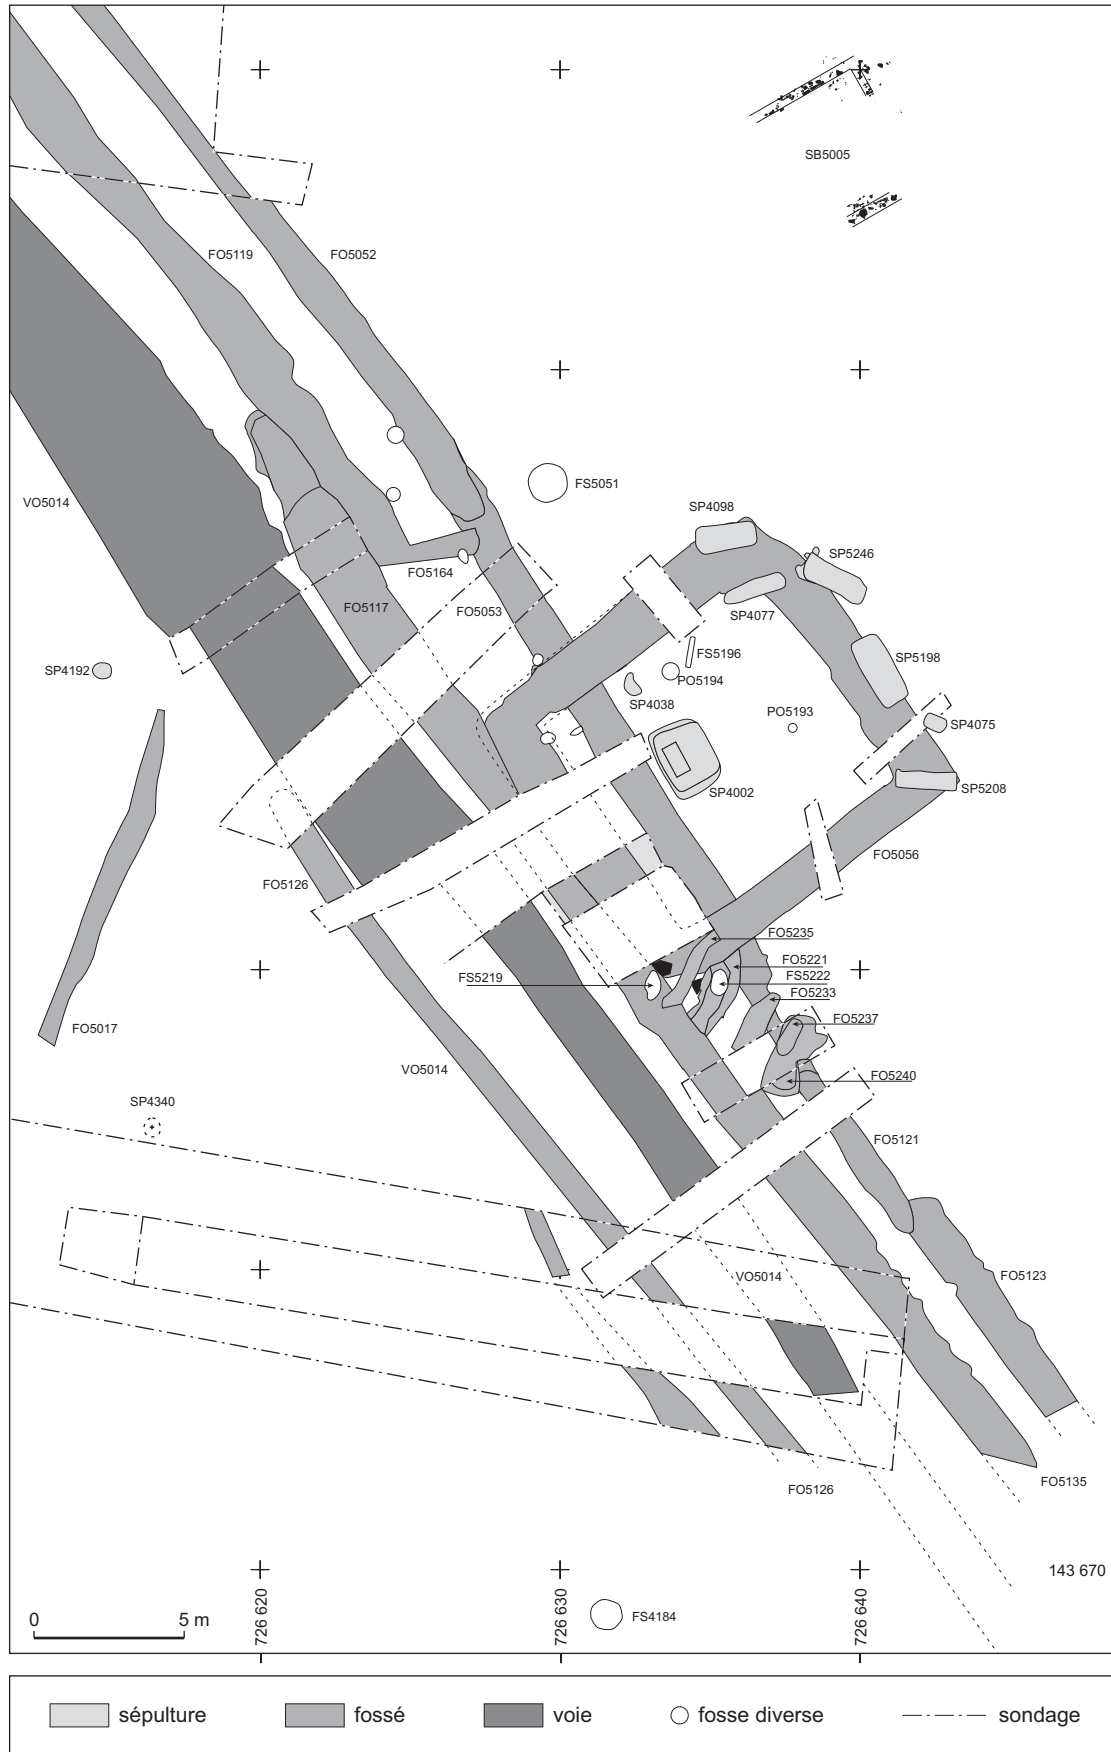 SB5005
FO5119
FO5052
VO5014
FS5051
SP4098
SP5246
FO5164
FO5117
FO5053
SP4077
FS5196
SP5198
SP4192
PO5194
SP4038
PO5193
SP4075
SP4002
SP5208
FO5056
FO5126
FO5235
FO5221
FS5219
FS5222
FO5233
FO5237
FO5017
VO5014
FO5240
SP4340
FO5121
VO5014
FO5123
FO5135
FO5126
143 670
0 5 m
726 620
726 630
726 640
FS4184
sépulture fossé voie fosse diverse sondage